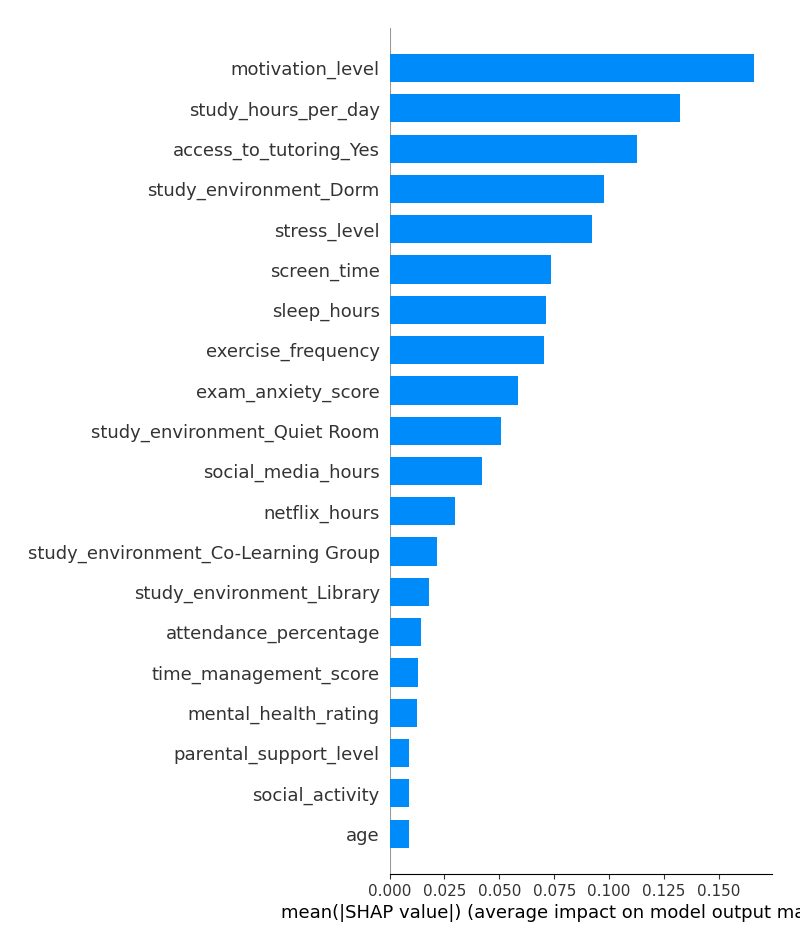 motivation_level
study_hours_per_day
access_to_tutoring_Yes
study_environment_Dorm
stress_level
screen_time
sleep_hours
exercise_frequency
exam_anxiety_score
study_environment_Quiet Room
social_media_hours
netflix_hours
study_environment_Co-Learning Group
study_environment_Library
attendance_percentage
time_management_score
mental_health_rating
parental_support_level
social_activity
age
0.000 0.025 0.050 0.075 0.100 0.125 0.150
mean(|SHAP value|) (average impact on model output ma